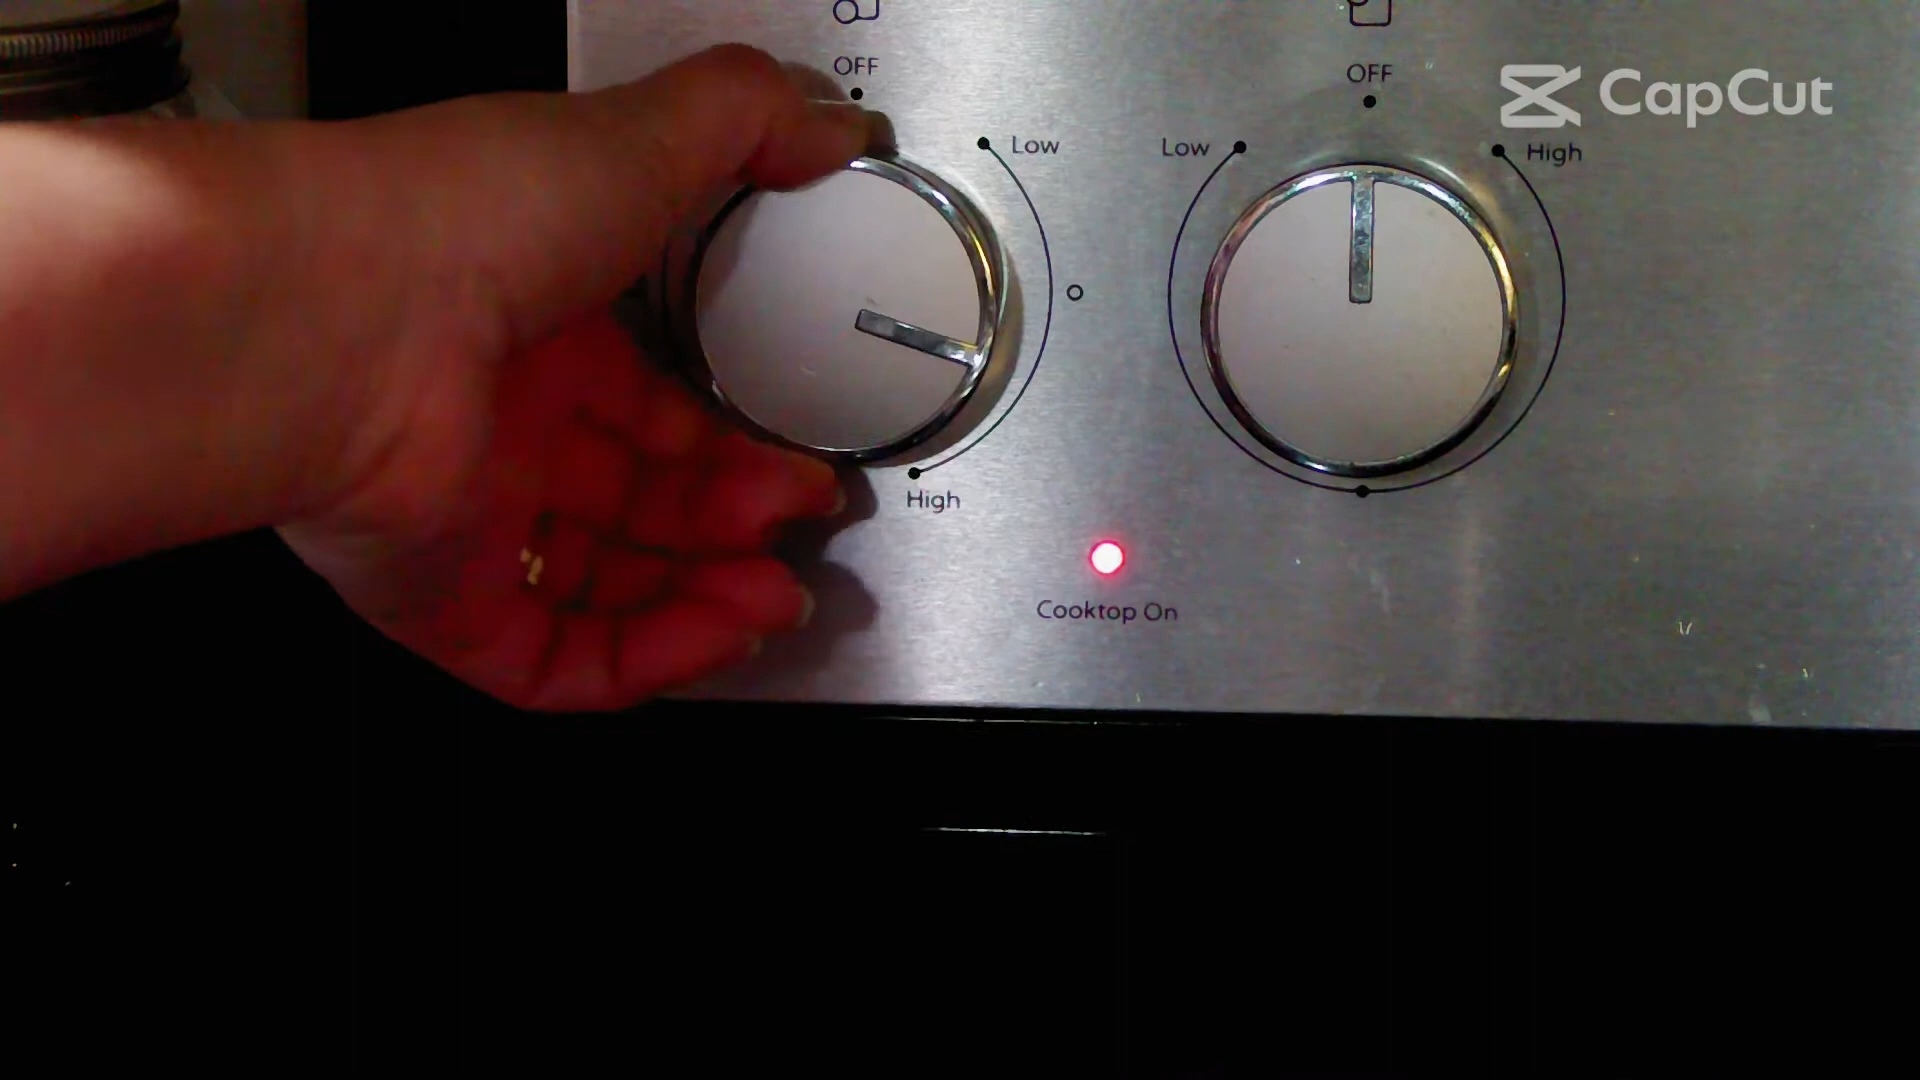 OFF
OFF
CapCut
Low
Low
High
High
Cooktop On